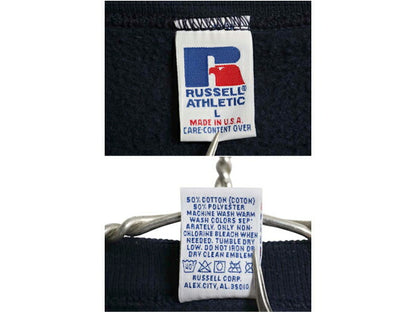 RUSSELL®
ATHLETIC
L
MADE IN U.S.A.
CARE·CONTENT OVER
50% COTTON (COTON)
50% POLYESTER
MACHINE WASH WARM
WASH COLORS SEP-
ARATELY. ONLY NON-
CHLORINE BLEACH WHEN
NEEDED. TUMBLE DRY
LOW. DO NOT IRON OR
DRY CLEAN EMBLEM
RUSSELL CORP.
ALEX. CITY, AL. 35010